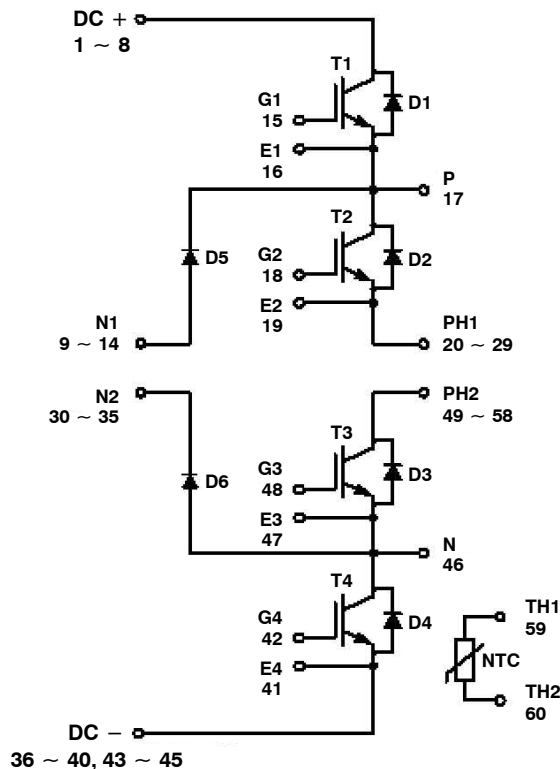 DC +
1 ~ 8
T1
G1
15
D1
E1
16
P
17
T2
G2
18
D5
D2
E2
19
N1
9 ~ 14
PH1
20 ~ 29
N2
30 ~ 35
PH2
49 ~ 58
T3
G3
48
D6
D3
E3
47
N
46
T4
G4
42
D4
E4
41
TH1
59
NTC
TH2
60
DC −
36 ~ 40, 43 ~ 45